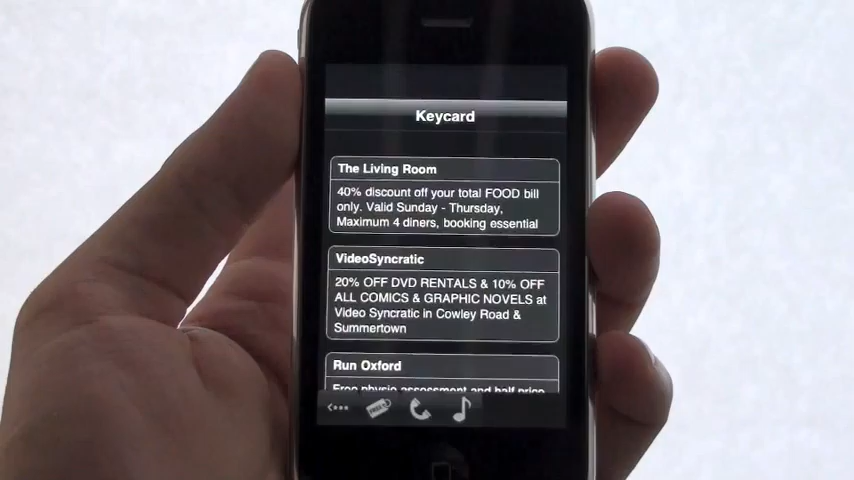 Keycard
The Living Room
40% discount off your total FOOD bill
only. Valid Sunday - Thursday,
Maximum 4 diners, booking essential
VideoSyncratic
20% OFF DVD RENTALS & 10% OFF
ALL COMICS & GRAPHIC NOVELS at
Video Syncratic in Cowley Road &
Summertown
Run Oxford
Free physio assessment and half price